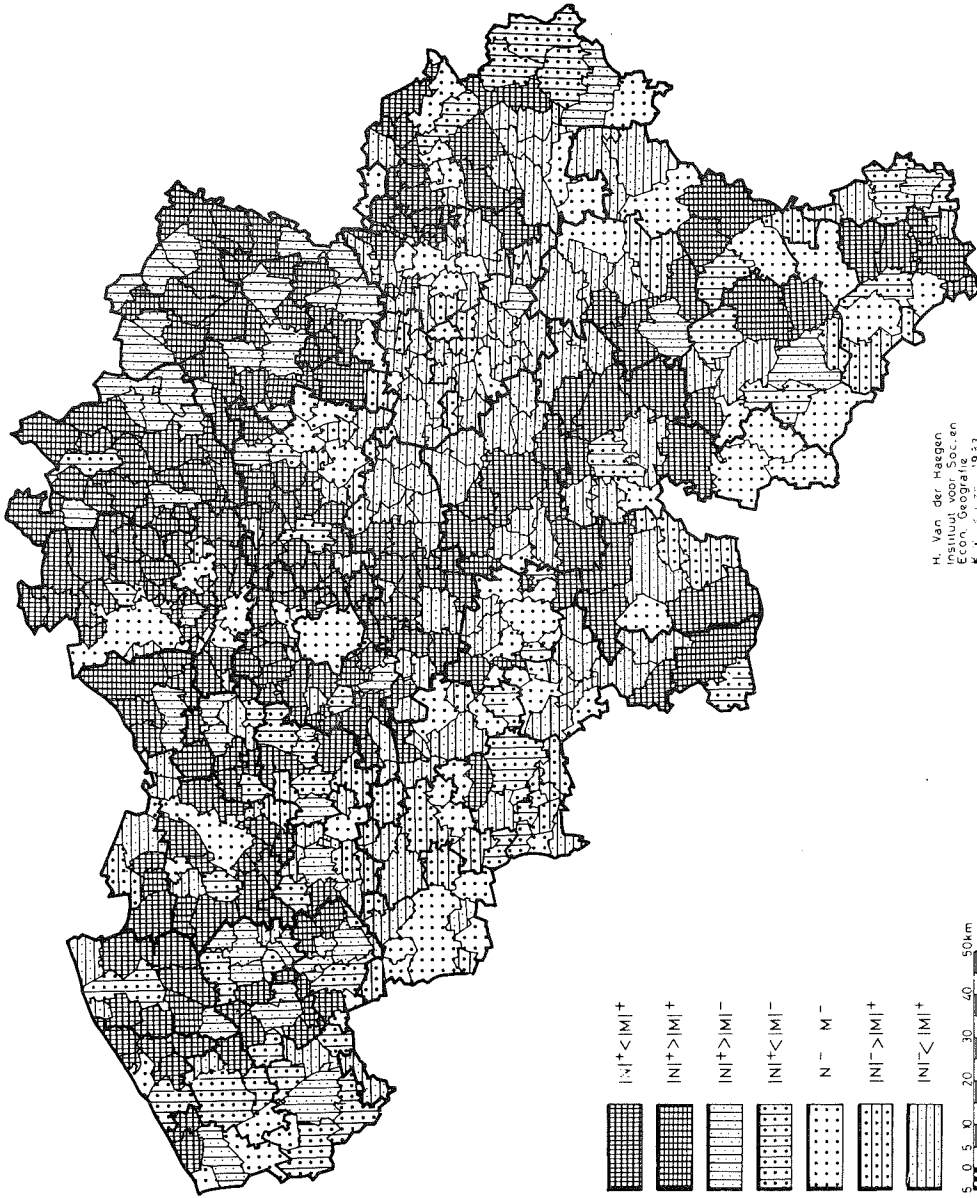 |N|⁺<|M|⁺
|N|⁺>|M|⁺
|N|⁺>|M|⁻
|N|⁺<|M|⁻
N⁻ M⁻
|N|⁻>|M|⁺
|N|⁻<|M|⁺
5 0 5 10 20 30 40 50km
H. Van der Haegen
Instituut voor Soc. en
Econ. Geografie